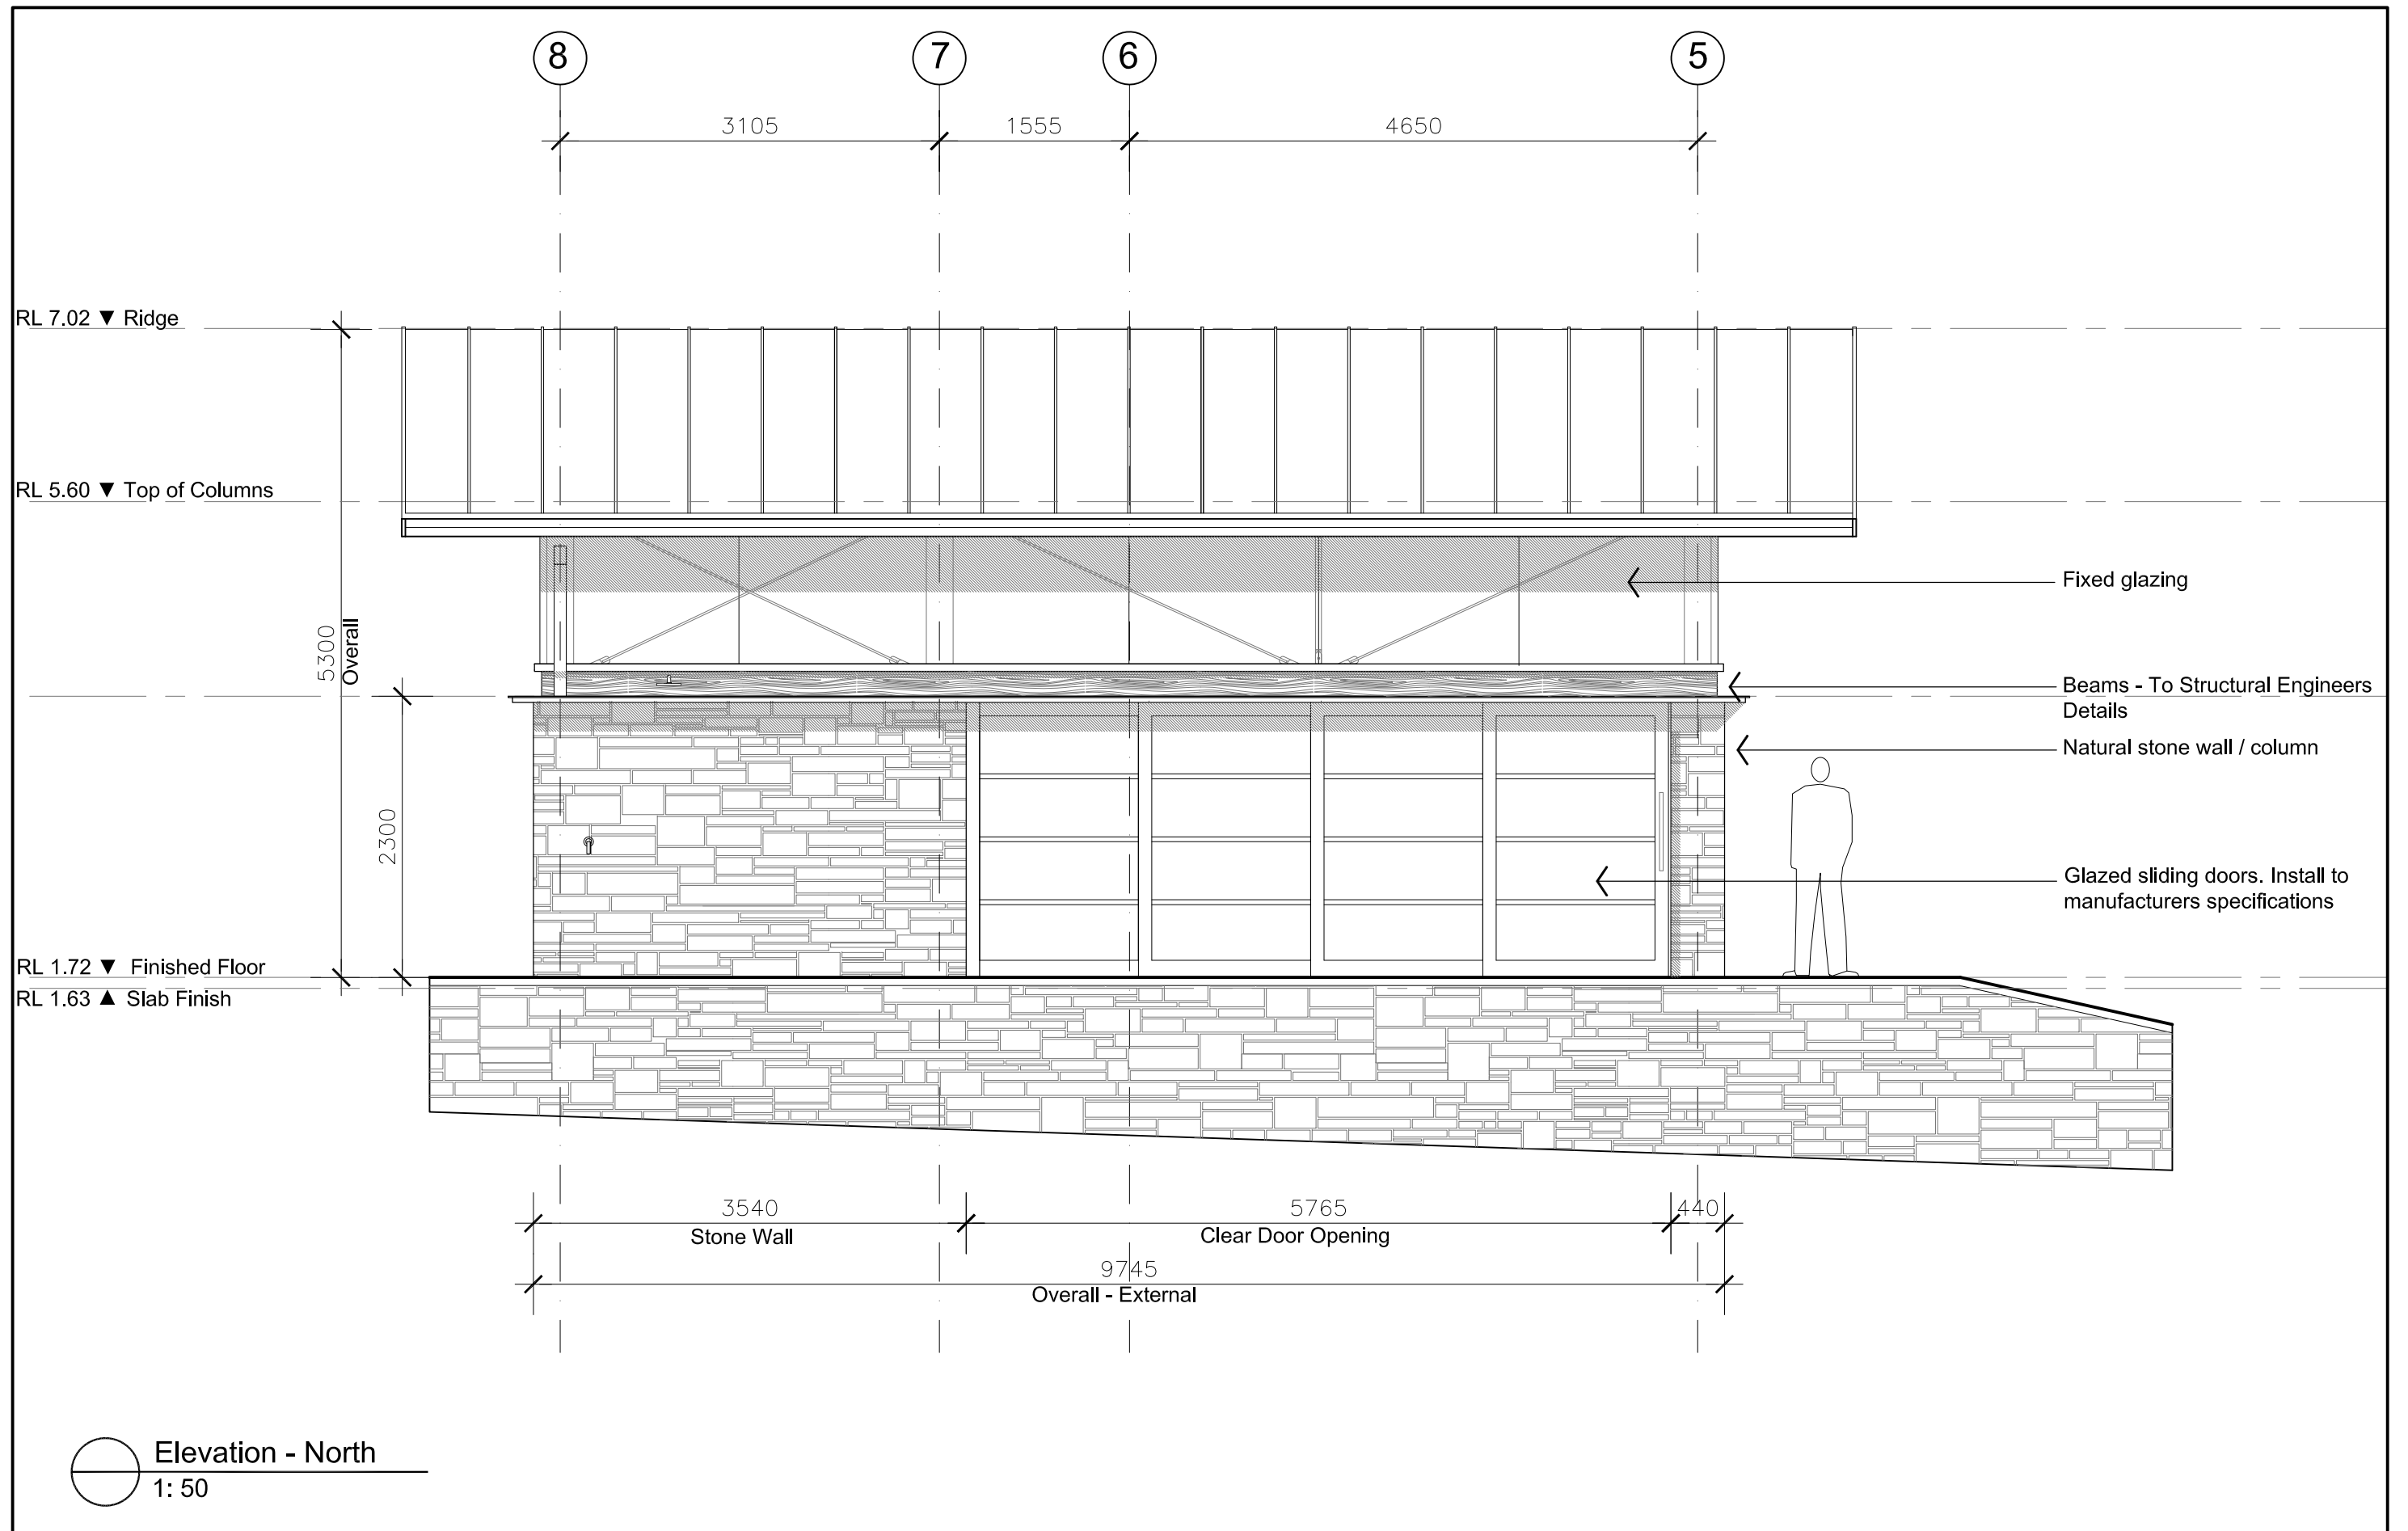 8 7 6 5
3105 1555 4650
RL 7.02 ▼ Ridge
RL 5.60 ▼ Top of Columns
Fixed glazing
5300
Overall
Beams - To Structural Engineers
Details
Natural stone wall / column
2300
Glazed sliding doors. Install to
manufacturers specifications
RL 1.72 ▼ Finished Floor
RL 1.63 ▲ Slab Finish
3540 5765 440
Stone Wall Clear Door Opening
9745
Overall - External
Elevation - North
1: 50